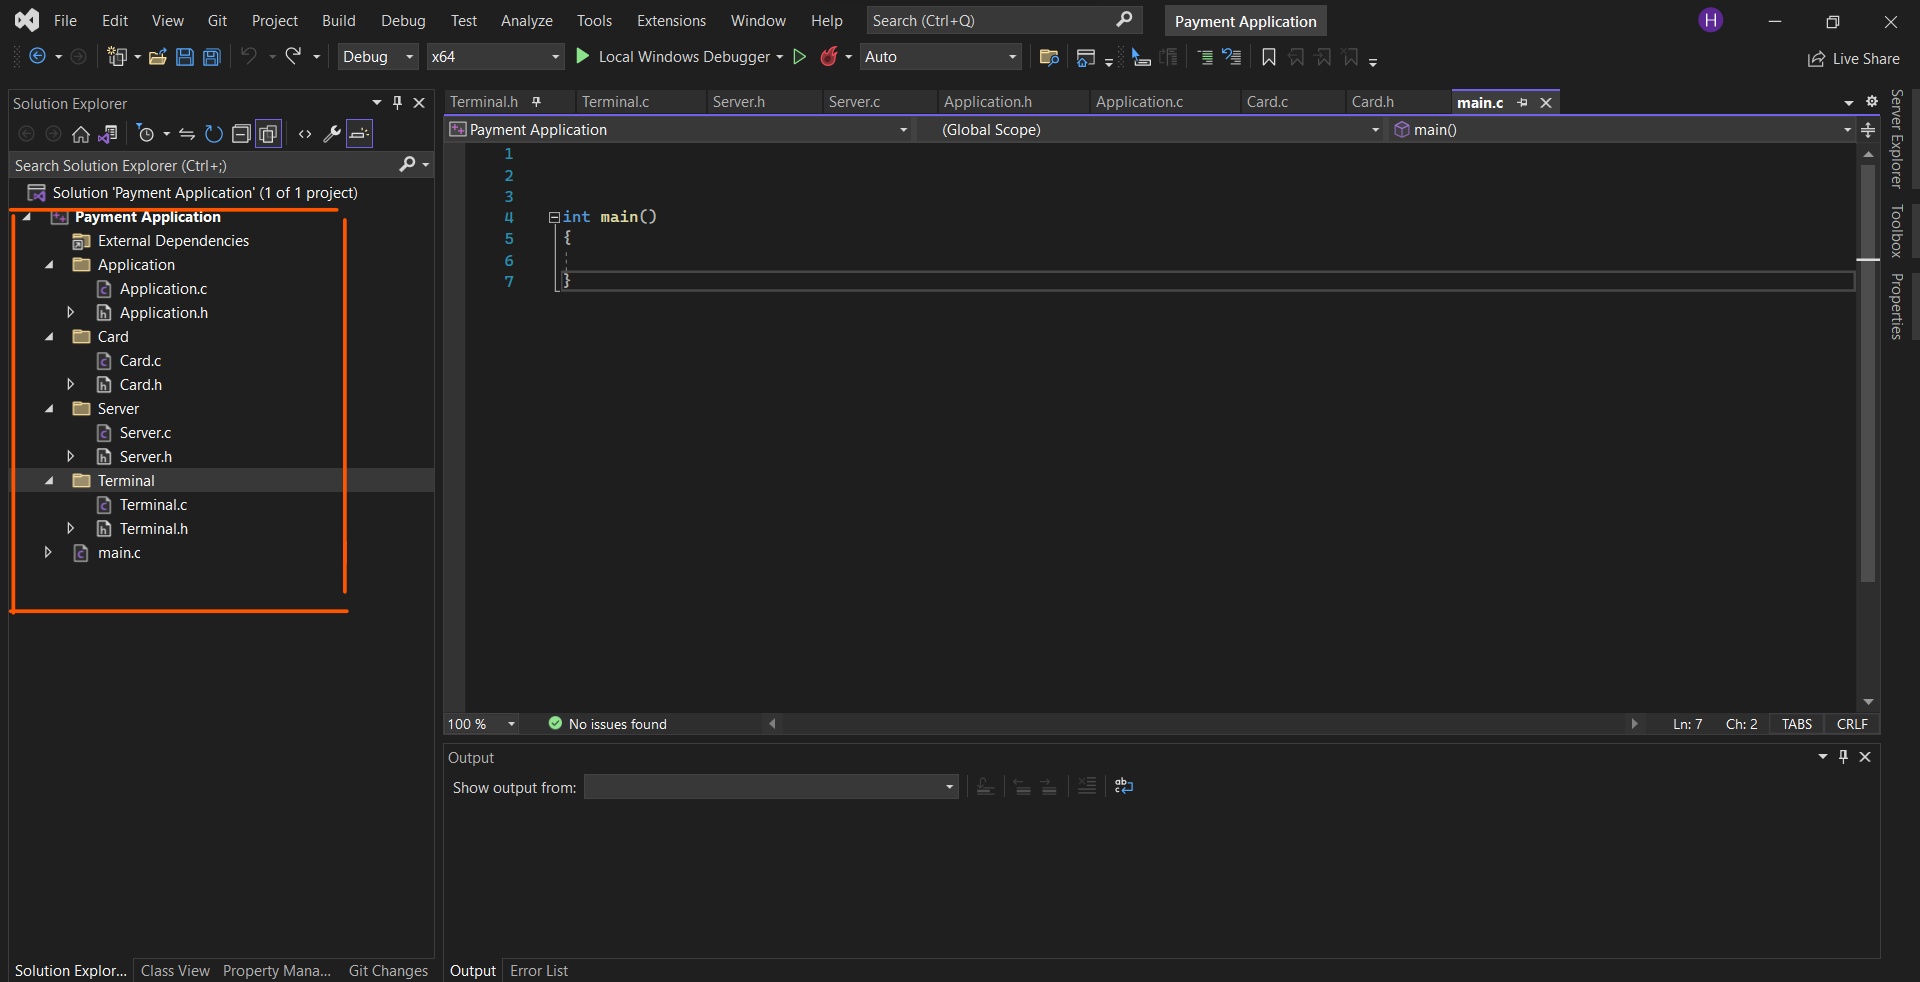 File Edit View Git Project Build Debug Test Analyze Tools Extensions Window Help Search (Ctrl+Q) Payment Application H
Debug x64 Local Windows Debugger Auto Live Share
Solution Explorer
Search Solution Explorer (Ctrl+;)
Solution 'Payment Application' (1 of 1 project)
Payment Application
External Dependencies
Application
Application.c
Application.h
Card
Card.c
Card.h
Server
Server.c
Server.h
Terminal
Terminal.c
Terminal.h
main.c
Solution Explor... Class View Property Mana... Git Changes
Terminal.h Terminal.c Server.h Server.c Application.h Application.c Card.c Card.h main.c
Payment Application (Global Scope) main()
1
2
3
4 int main()
5 {
6
7 }
100 % No issues found Ln: 7 Ch: 2 TABS CRLF
Output
Show output from:
Output Error List
Server Explorer
Toolbox
Properties